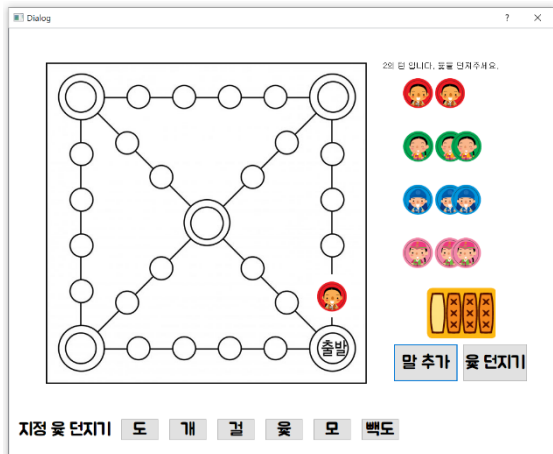 Dialog
2의 턴 입니다. 윷을 던져주세요.
출발
말 추가
윷 던지기
지정 윷 던지기
도
개
걸
윷
모
빽도